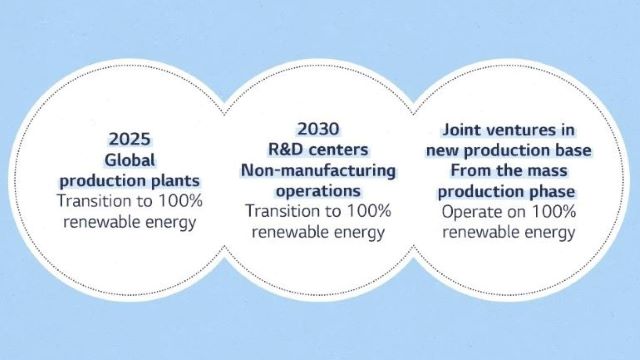 2025
Global
production plants
Transition to 100%
renewable energy
2030
R&D centers
Non-manufacturing
operations
Transition to 100%
renewable energy
Joint ventures in
new production base
From the mass
production phase
Operate on 100%
renewable energy